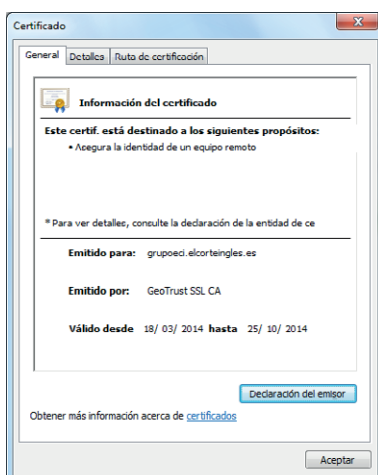 Certificado
General Detalles Ruta de certificación
Información del certificado
Este certif. está destinado a los siguientes propósitos:
• Asegura la identidad de un equipo remoto
* Para ver detalles, consulte la declaración de la entidad de ce
Emitido para: grupoeci.elcorteingles.es
Emitido por: GeoTrust SSL CA
Válido desde 18/ 03/ 2014 hasta 25/ 10/ 2014
Declaración del emisor
Obtener más información acerca de certificados
Aceptar